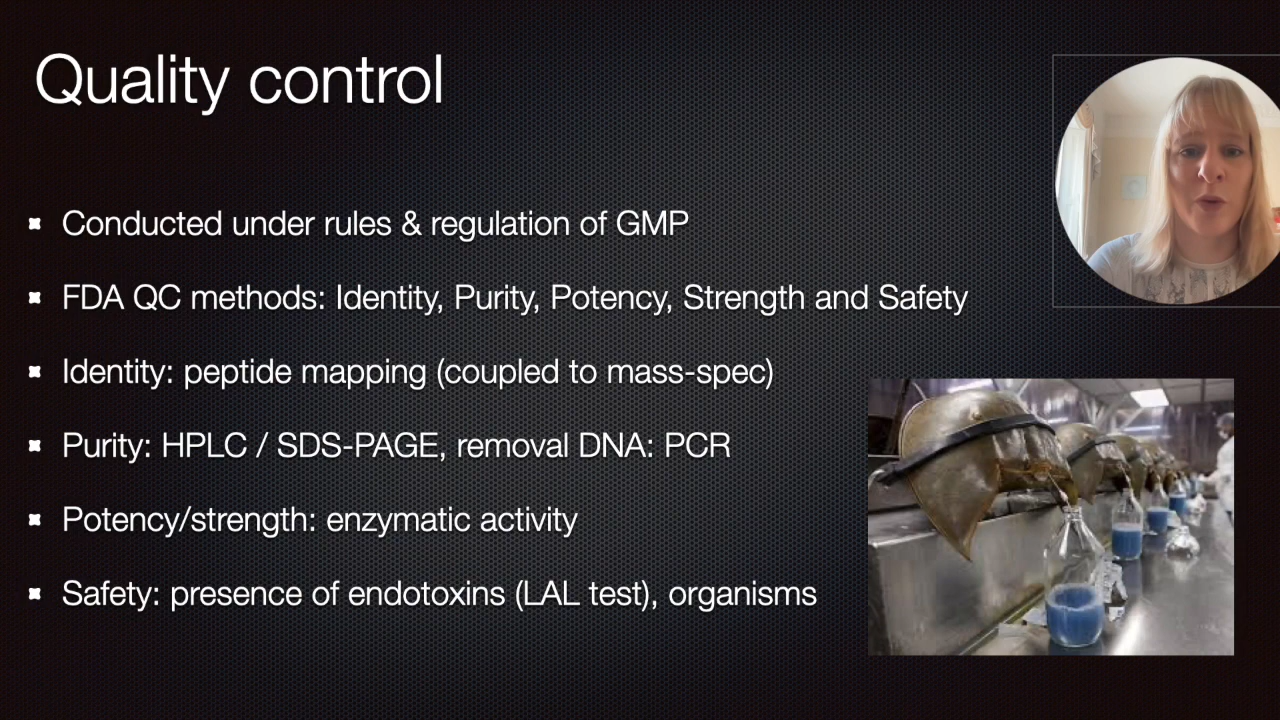 Quality control
Conducted under rules & regulation of GMP
FDA QC methods: Identity, Purity, Potency, Strength and Safety
Identity: peptide mapping (coupled to mass-spec)
Purity: HPLC / SDS-PAGE, removal DNA: PCR
Potency/strength: enzymatic activity
Safety: presence of endotoxins (LAL test), organisms